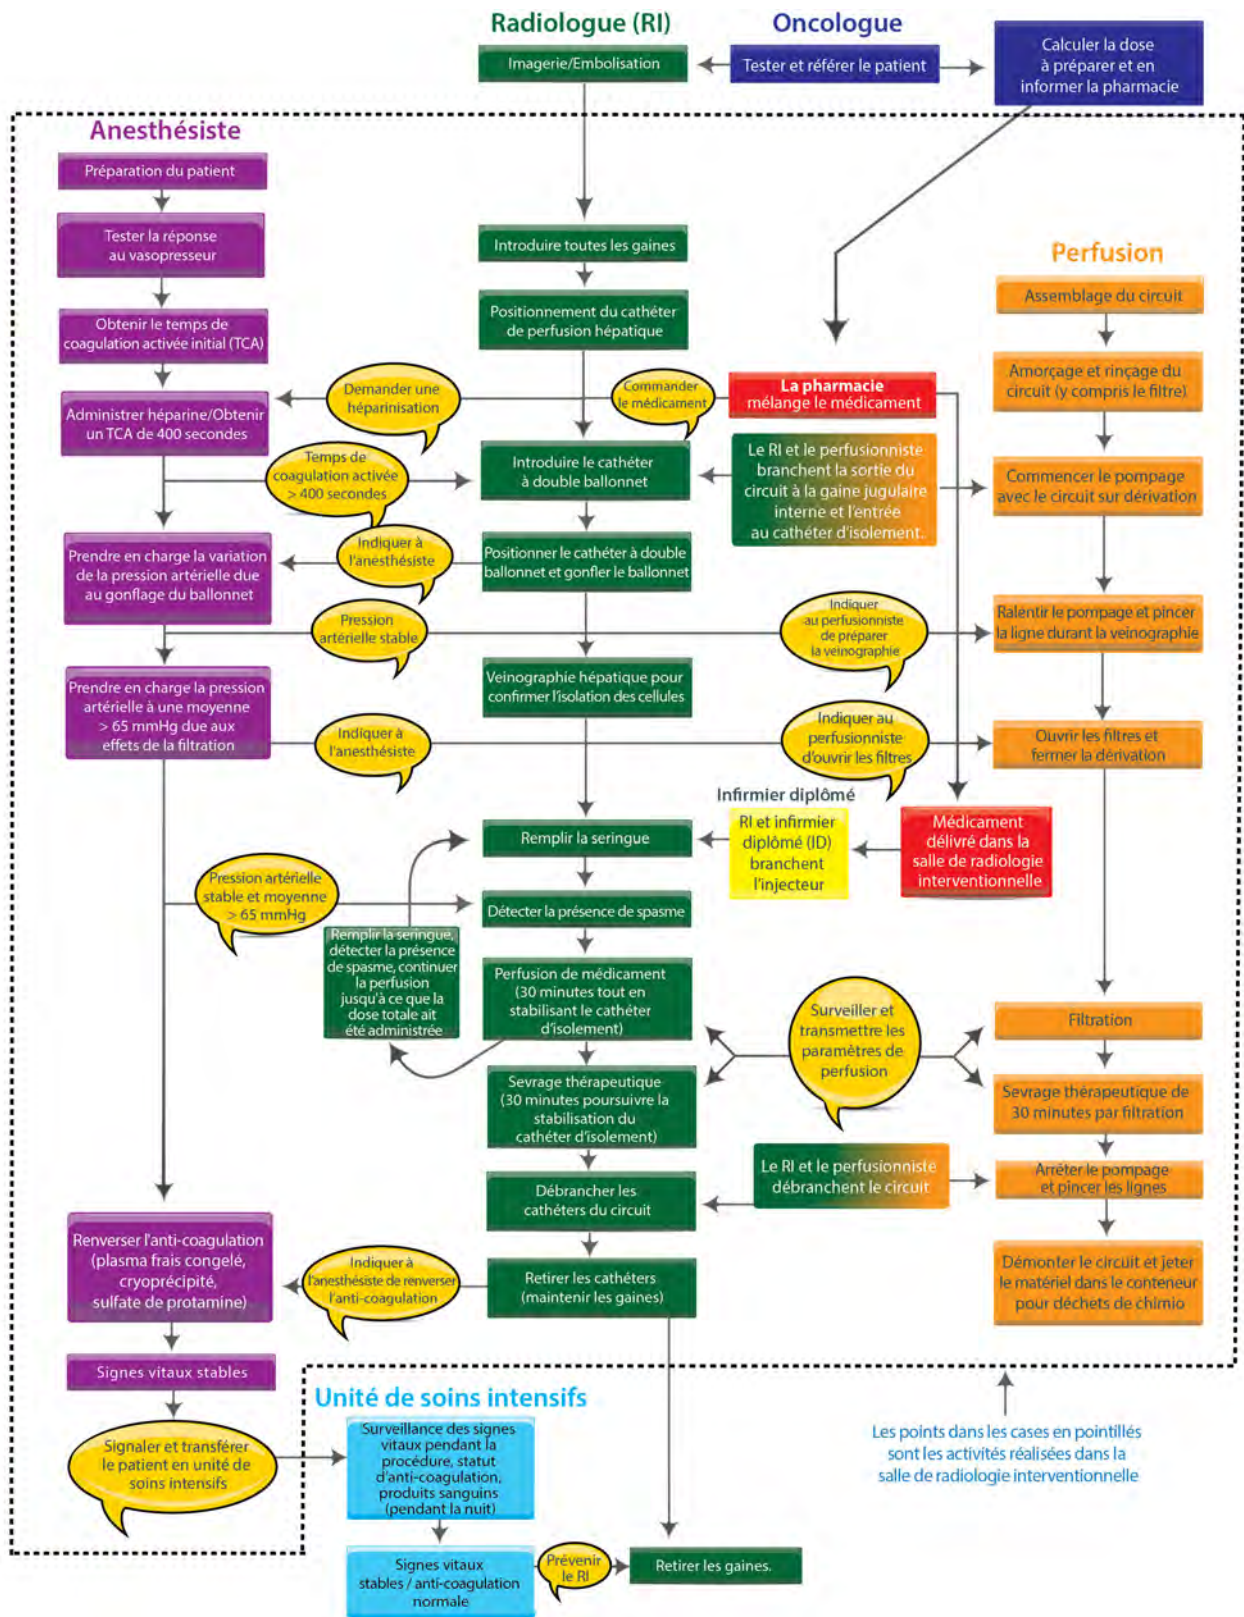 Radiologue (RI)
Oncologue
Imagerie/Embolisation
Tester et référer le patient
Calculer la dose
à préparer et en
informer la pharmacie
Anesthésiste
Préparation du patient
Tester la réponse
au vasopresseur
Obtenir le temps de
coagulation activée initial (TCA)
Administrer héparine/Obtenir
un TCA de 400 secondes
Prendre en charge la variation
de la pression artérielle due
au gonflage du ballonnet
Prendre en charge la pression
artérielle à une moyenne
> 65 mmHg due aux
effets de la filtration
Renverser l'anti-coagulation
(plasma frais congelé,
cryoprécipité,
sulfate de protamine)
Signes vitaux stables
Signaler et transférer
le patient en unité de
soins intensifs
Demander une
héparinisation
Temps de
coagulation activée
> 400 secondes
Indiquer à
l'anesthésiste
Pression
artérielle stable
Indiquer à
l'anesthésiste
Pression artérielle
stable et moyenne
> 65 mmHg
Remplir la seringue,
détecter la présence
de spasme, continuer
la perfusion
jusqu'à ce que la
dose totale ait
été administrée
Indiquer à
l'anesthésiste de renverser
l'anti-coagulation
Introduire toutes les gaines
Positionnement du cathéter
de perfusion hépatique
Commander
le médicament
Introduire le cathéter
à double ballonnet
Positionner le cathéter à double
ballonnet et gonfler le ballonnet
Veinographie hépatique pour
confirmer l'isolation des cellules
Remplir la seringue
Détecter la présence de spasme
Perfusion de médicament
(30 minutes tout en
stabilisant le cathéter
d'isolement)
Sevrage thérapeutique
(30 minutes poursuivre la
stabilisation du
cathéter d'isolement)
Débrancher les
cathéters du circuit
Retirer les cathéters
(maintenir les gaines)
La pharmacie
mélange le médicament
Le RI et le perfusionniste
branchent la sortie du
circuit à la gaine jugulaire
interne et l'entrée
au cathéter d'isolement.
Indiquer
au perfusionniste
de préparer
la veinographie
Indiquer au
perfusionniste
d'ouvrir les filtres
Infirmier diplômé
RI et infirmier
diplômé (ID)
branchent
l'injecteur
Médicament
délivré dans la
salle de radiologie
interventionnelle
Surveiller et
transmettre les
paramètres de
perfusion
Le RI et le perfusionniste
débranchent le circuit
Perfusion
Assemblage du circuit
Amorçage et rinçage du
circuit (y compris le filtre)
Commencer le pompage
avec le circuit sur dérivation
Ralentir le pompage et pincer
la ligne durant la veinographie
Ouvrir les filtres et
fermer la dérivation
Filtration
Sevrage thérapeutique de
30 minutes par filtration
Arrêter le pompage
et pincer les lignes
Démonter le circuit et jeter
le matériel dans le conteneur
pour déchets de chimio
Unité de soins intensifs
Surveillance des signes
vitaux pendant la
procédure, statut
d'anti-coagulation,
produits sanguins
(pendant la nuit)
Signes vitaux
stables / anti-coagulation
normale
Prévenir
le RI
Retirer les gaines.
Les points dans les cases en pointillés
sont les activités réalisées dans la
salle de radiologie interventionnelle